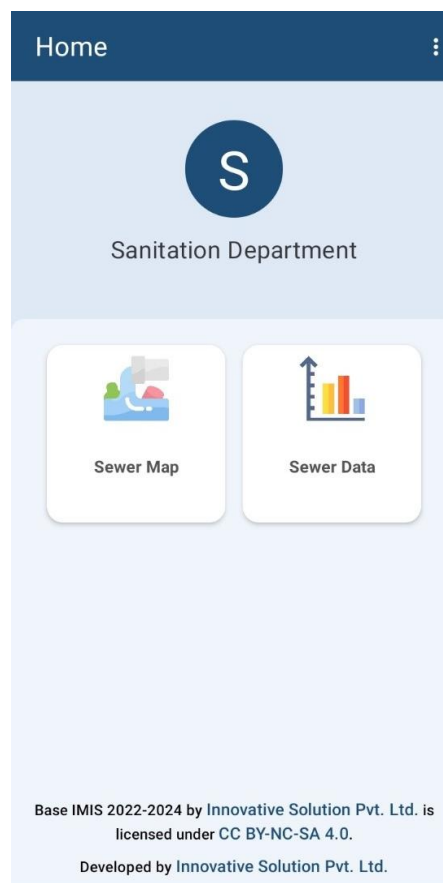 Home
S
Sanitation Department
Sewer Map
Sewer Data
Base IMIS 2022-2024 by Innovative Solution Pvt. Ltd. is
licensed under CC BY-NC-SA 4.0.
Developed by Innovative Solution Pvt. Ltd.